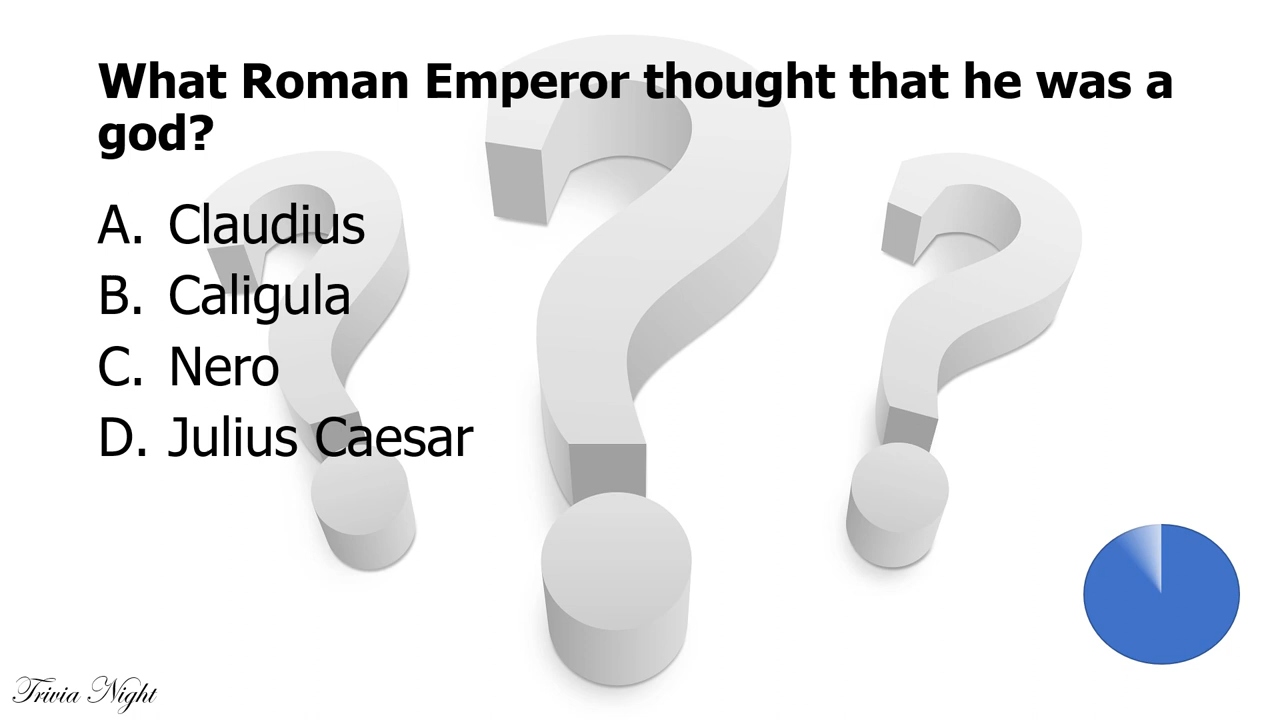 What Roman Emperor thought that he was a
god?
A. Claudius
B. Caligula
C. Nero
D. Julius Caesar
Trivia Night